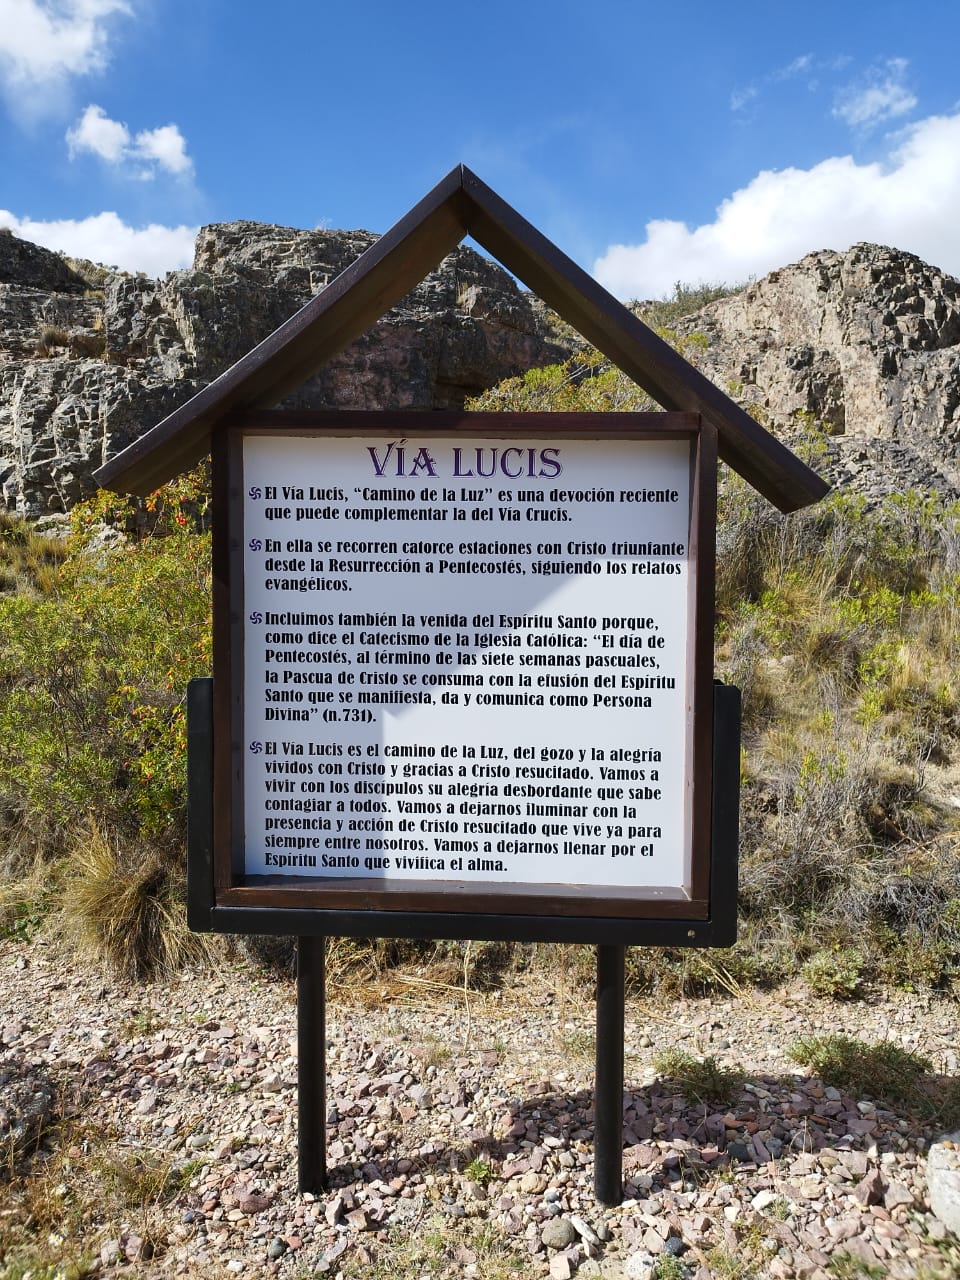 VÍA LUCIS
El Vía Lucis, “Camino de la Luz” es una devoción reciente
que puede complementar la del Vía Crucis.
En ella se recorren catorce estaciones con Cristo triunfante
desde la Resurrección a Pentecostés, siguiendo los relatos
evangélicos.
Incluimos también la venida del Espíritu Santo porque,
como dice el Catecismo de la Iglesia Católica: “El día de
Pentecostés, al término de las siete semanas pascuales,
la Pascua de Cristo se consuma con la efusión del Espíritu
Santo que se manifiesta, da y comunica como Persona
Divina” (n.731).
El Vía Lucis es el camino de la Luz, del gozo y la alegría
vividos con Cristo y gracias a Cristo resucitado. Vamos a
vivir con los discípulos su alegría desbordante que sabe
contagiar a todos. Vamos a dejarnos iluminar con la
presencia y acción de Cristo resucitado que vive ya para
siempre entre nosotros. Vamos a dejarnos llenar por el
Espíritu Santo que vivifica el alma.